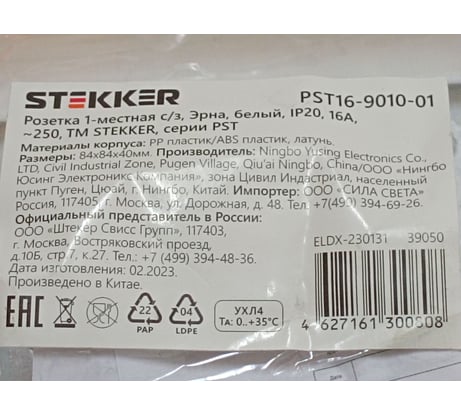 STEKKER PST16-9010-01
Розетка 1-местная с/з, Эрна, белый, IP20, 16А,
~250, ТМ STEKKER, серии PST
Материалы корпуса: PP пластик/ABS пластик, латунь.
Размеры: 84х84х40мм. Производитель: Ningbo Yusing Electronics Co.,
LTD, Civil Industrial Zone, Pugen Village, Qiu'ai Ningbo, China/ООО «Нингбо
Юсинг Электроникс Компания», зона Цивил Индастриал, населенный
пункт Пуген, Цюай, г. Нингбо, Китай. Импортер: ООО «СИЛА СВЕТА»
Россия, 117405, г. Москва, ул. Дорожная, д. 48. Тел. +7(499) 394-69-26.
Официальный представитель в России:
ООО «Штекер Свисс Групп», 117403,
г. Москва, Востряковский проезд,
д.10Б, стр.7, к.27. Тел.: +7 (499) 394-48-36.
Дата изготовления: 02.2023.
Произведено в Китае.
ELDX-230131 39050
EAC
22
PAP
04
LDPE
УХЛ4
Та: 0..+35°С
4 627161 300808